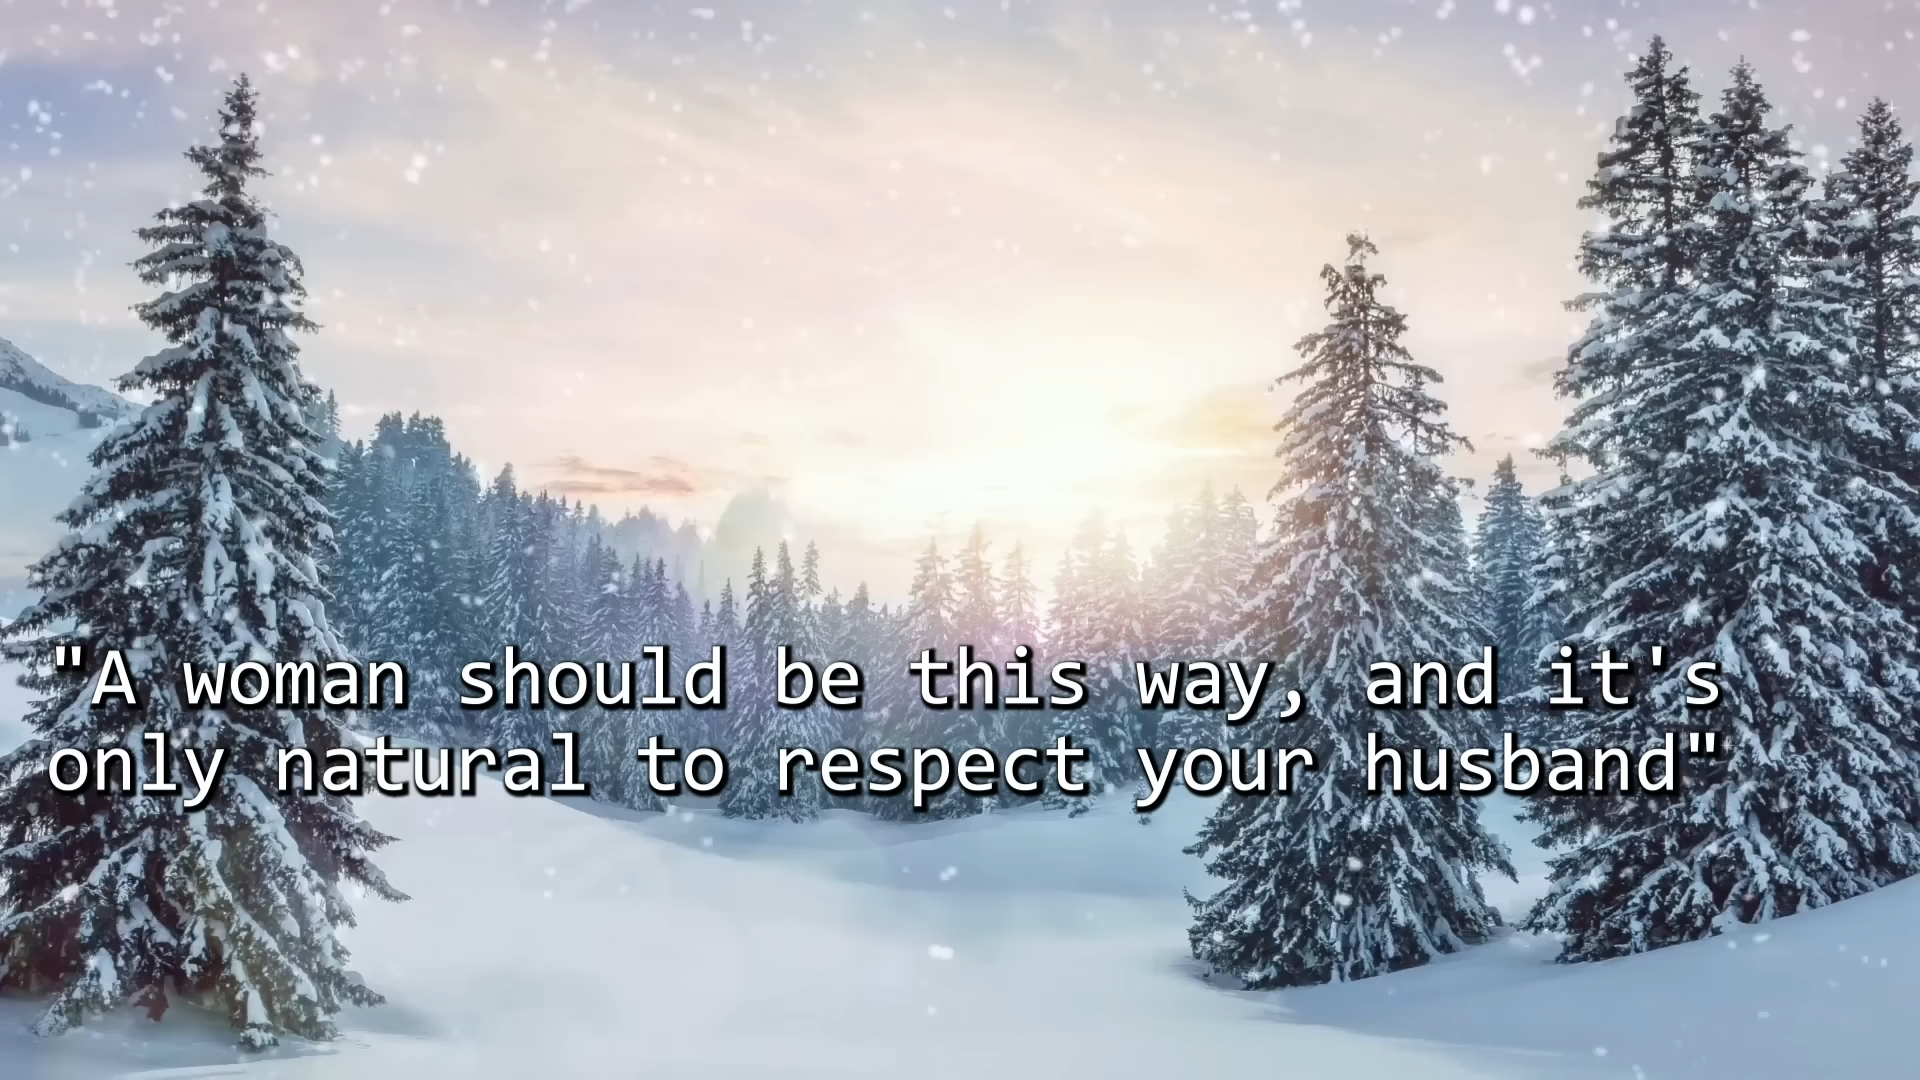 "A woman should be this way, and it's
only natural to respect your husband"